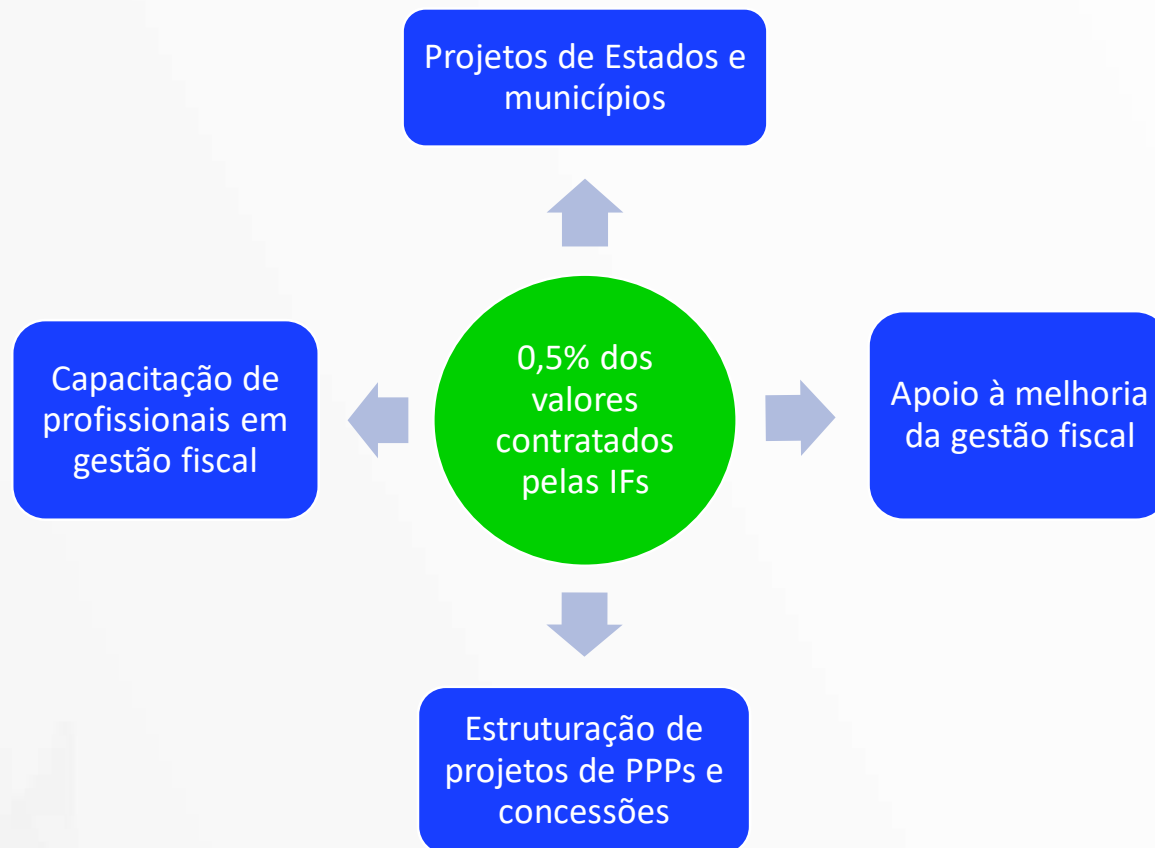 Projetos de Estados e
municípios
Capacitação de
profissionais em
gestão fiscal
0,5% dos
valores
contratados
pelas IFs
Apoio à melhoria
da gestão fiscal
Estruturação de
projetos de PPPs e
concessões